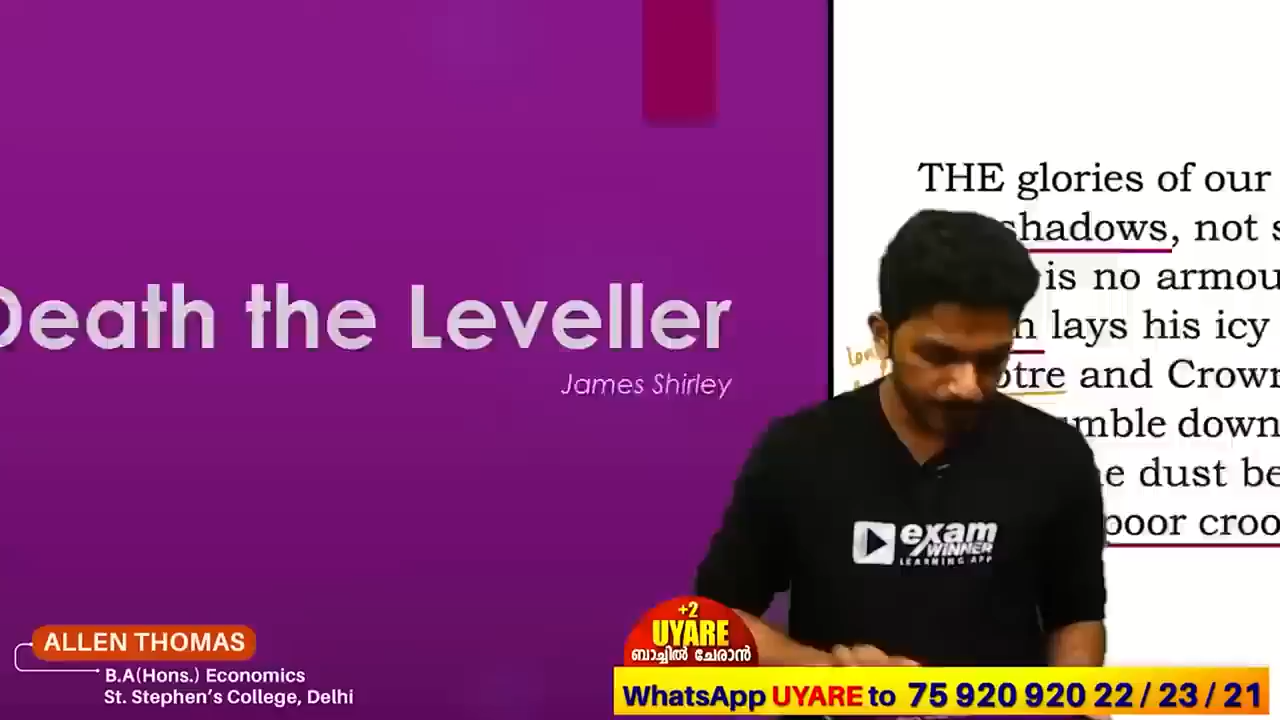 Death the Leveller
James Shirley
THE glories of our
shadows, not
is no armou
lays his icy
and Crown
mble down
dust be
poor croo
exam
WINNER
LEARNING APP
ALLEN THOMAS
B.A(Hons.) Economics
St. Stephen's College, Delhi
+2
UYARE
ബാച്ചിൽ ചേരാൻ
WhatsApp UYARE to 75 920 920 22 / 23 / 21